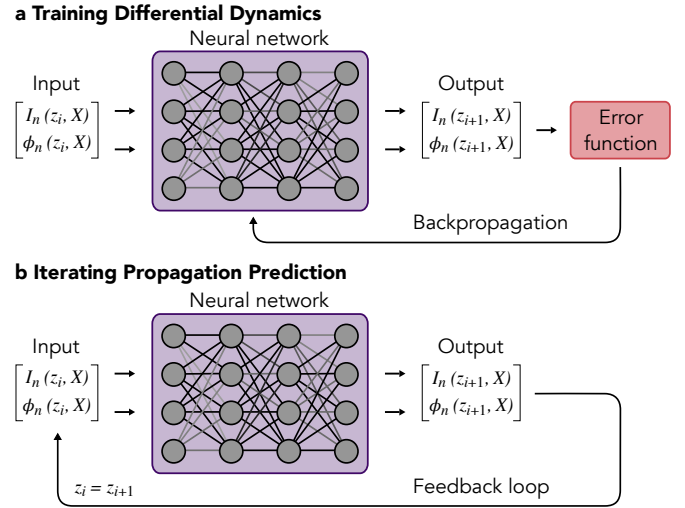 a Training Differential Dynamics
Neural network
Input
Output
I_n (z_i, X)
ϕ_n (z_i, X)
I_n (z_{i+1}, X)
ϕ_n (z_{i+1}, X)
Error
function
Backpropagation
b Iterating Propagation Prediction
Neural network
Input
Output
I_n (z_i, X)
ϕ_n (z_i, X)
I_n (z_{i+1}, X)
ϕ_n (z_{i+1}, X)
z_i = z_{i+1}
Feedback loop